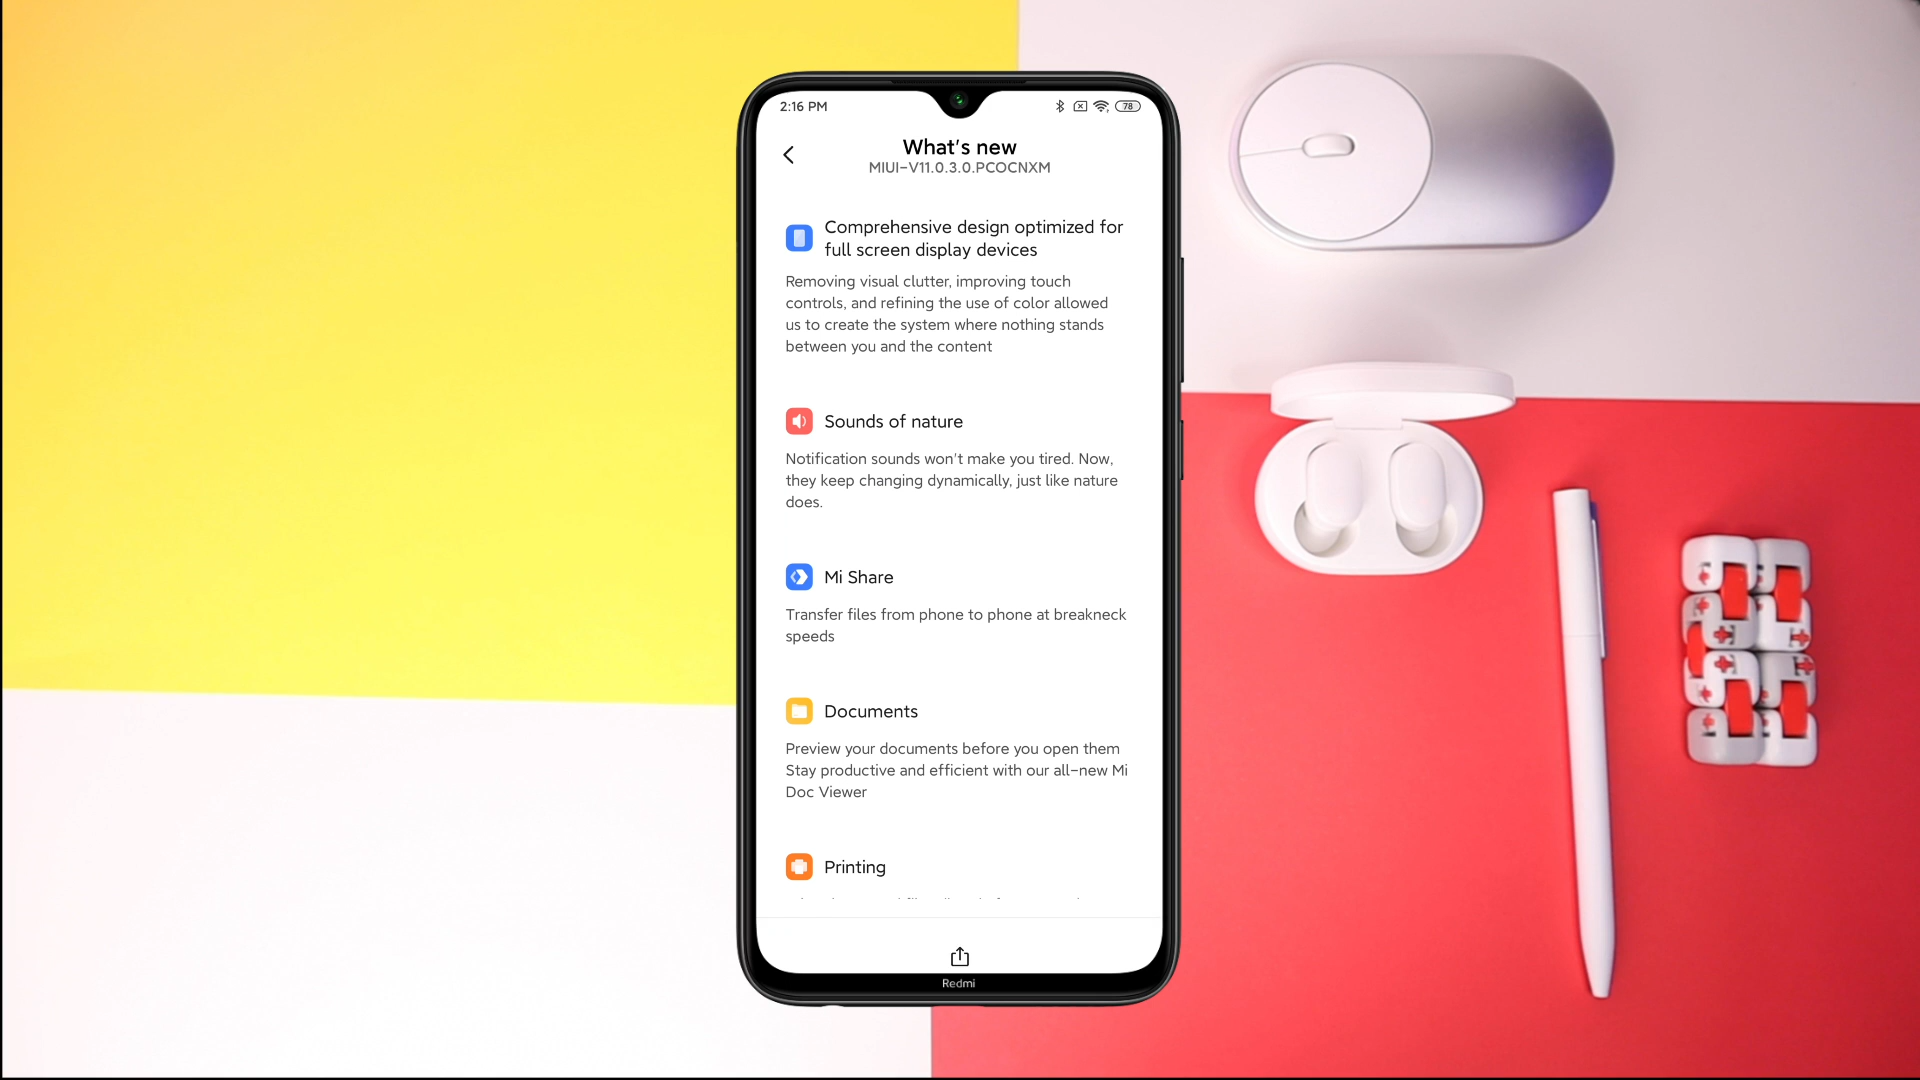 2:16 PM
78
What's new
MIUI-V11.0.3.0.PCOCNXM
Comprehensive design optimized for
full screen display devices
Removing visual clutter, improving touch
controls, and refining the use of color allowed
us to create the system where nothing stands
between you and the content
Sounds of nature
Notification sounds won't make you tired. Now,
they keep changing dynamically, just like nature
does.
Mi Share
Transfer files from phone to phone at breakneck
speeds
Documents
Preview your documents before you open them
Stay productive and efficient with our all-new Mi
Doc Viewer
Printing
Redmi